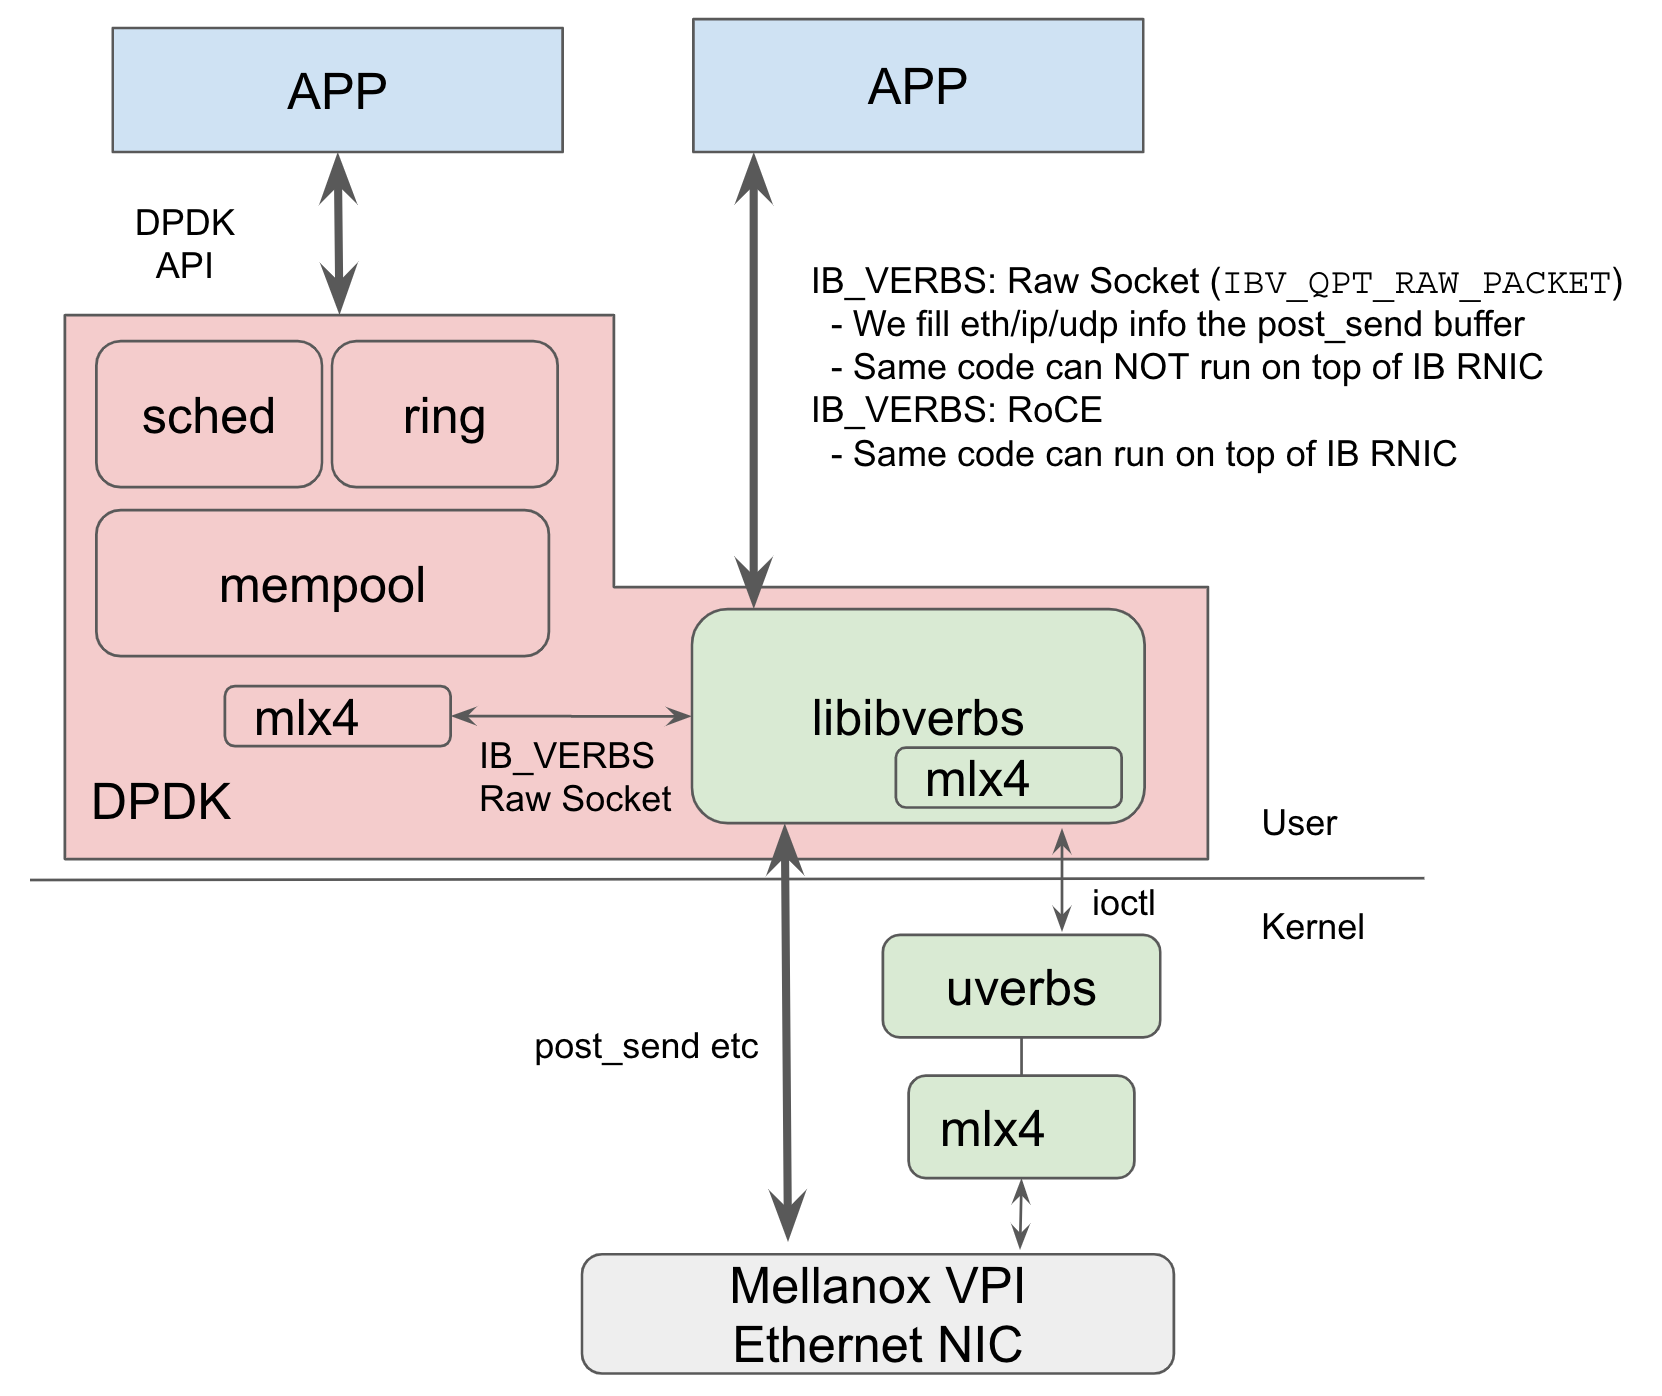 APP
APP
DPDK
API
IB_VERBS: Raw Socket (IBV_QPT_RAW_PACKET)
- We fill eth/ip/udp info the post_send buffer
- Same code can NOT run on top of IB RNIC
IB_VERBS: RoCE
- Same code can run on top of IB RNIC
sched
ring
mempool
mlx4
IB_VERBS
Raw Socket
libibverbs
mlx4
DPDK
User
ioctl
Kernel
uverbs
post_send etc
mlx4
Mellanox VPI
Ethernet NIC